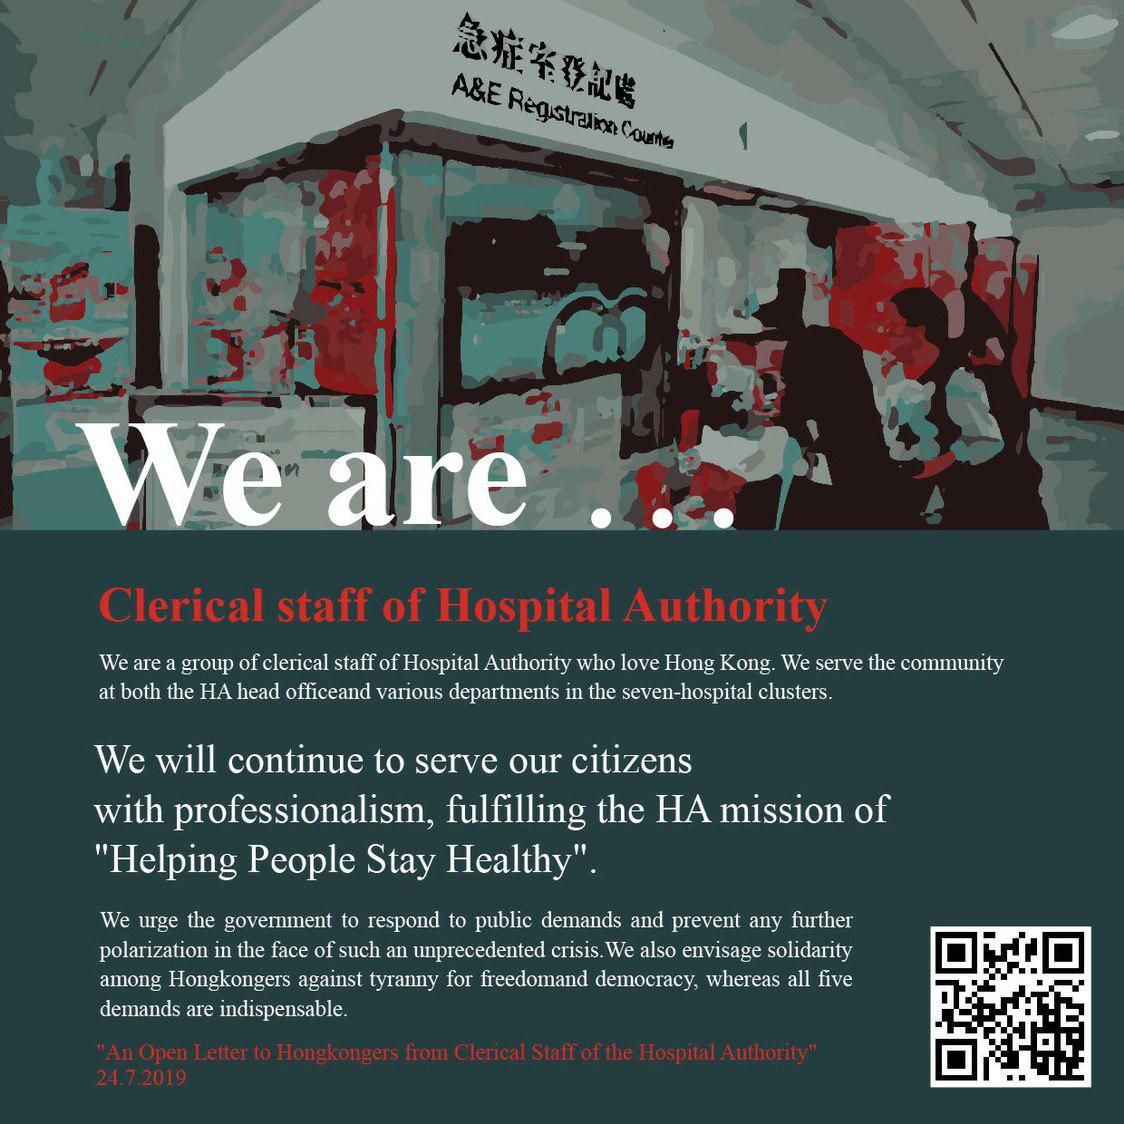 急症室登記處
A&E Registration Counts
We are . . .
Clerical staff of Hospital Authority
We are a group of clerical staff of Hospital Authority who love Hong Kong. We serve the community
at both the HA head officeand various departments in the seven-hospital clusters.
We will continue to serve our citizens
with professionalism, fulfilling the HA mission of
"Helping People Stay Healthy".
We urge the government to respond to public demands and prevent any further
polarization in the face of such an unprecedented crisis.We also envisage solidarity
among Hongkongers against tyranny for freedomand democracy, whereas all five
demands are indispensable.
"An Open Letter to Hongkongers from Clerical Staff of the Hospital Authority"
24.7.2019